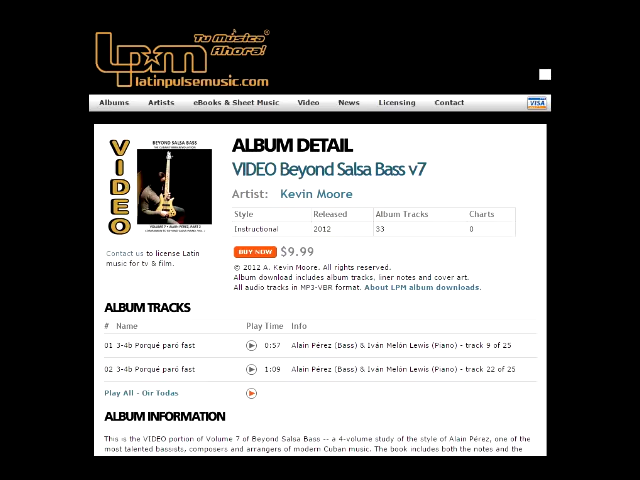 Tu Música
Ahora!
LPM
latinpulsemusic.com
Albums Artists eBooks & Sheet Music Video News Licensing Contact VISA
VIDEO
BEYOND SALSA BASS
ALBUM DETAIL
VIDEO Beyond Salsa Bass v7
Artist: Kevin Moore
Style Released Album Tracks Charts
Instructional 2012 33 0
Contact us to license Latin
music for tv & film.
BUY NOW $9.99
© 2012 A. Kevin Moore. All rights reserved.
Album download includes album tracks, liner notes and cover art.
All audio tracks in MP3-VBR format. About LPM album downloads.
ALBUM TRACKS
# Name Play Time Info
01 3-4b Porqué paró fast 0:57 Alain Pérez (Bass) & Iván Melón Lewis (Piano) - track 9 of 25
02 3-4b Porqué paró fast 1:09 Alain Pérez (Bass) & Iván Melón Lewis (Piano) - track 22 of 25
Play All - Oir Todas
ALBUM INFORMATION
This is the VIDEO portion of Volume 7 of Beyond Salsa Bass -- a 4-volume study of the style of Alain Pérez, one of the
most talented bassists, composers and arrangers of modern Cuban music. The book includes both the notes and the